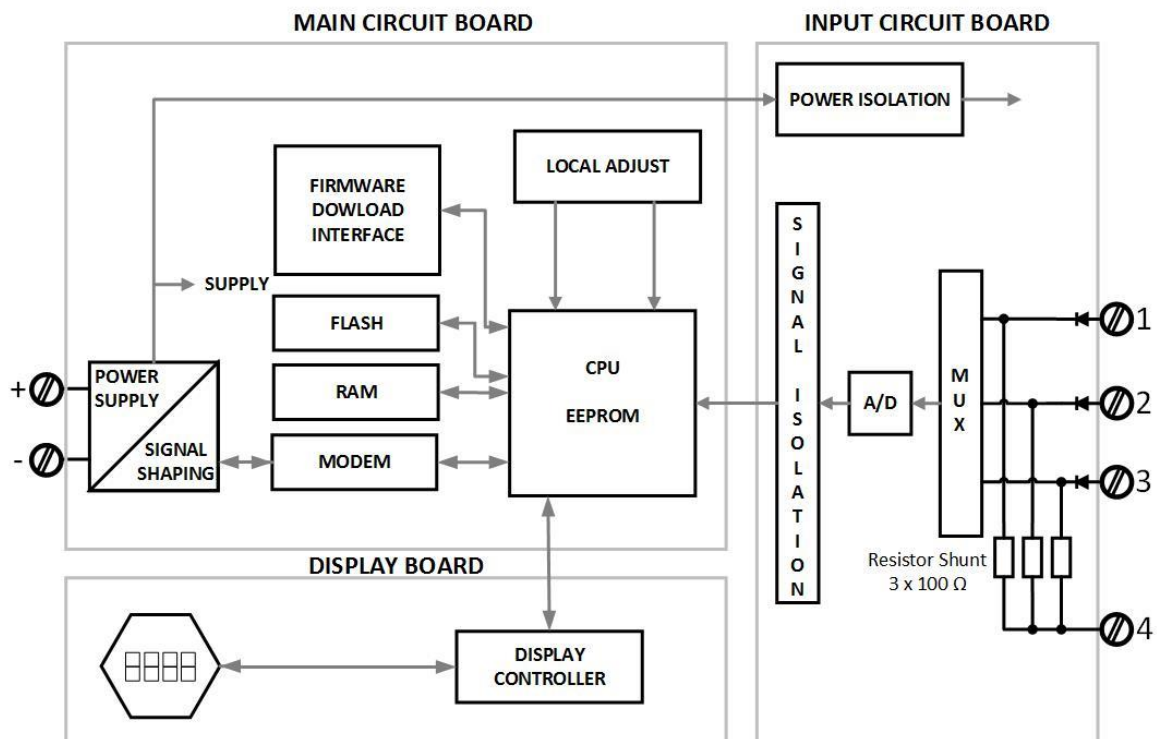 MAIN CIRCUIT BOARD
INPUT CIRCUIT BOARD
POWER ISOLATION
LOCAL ADJUST
FIRMWARE
DOWLOAD
INTERFACE
SUPPLY
FLASH
RAM
MODEM
CPU
EEPROM
+
-
POWER
SUPPLY
SIGNAL
SHAPING
SIGNAL ISOLATION
A/D
MUX
1
2
3
4
Resistor Shunt
3 x 100 Ω
DISPLAY BOARD
8888
DISPLAY
CONTROLLER